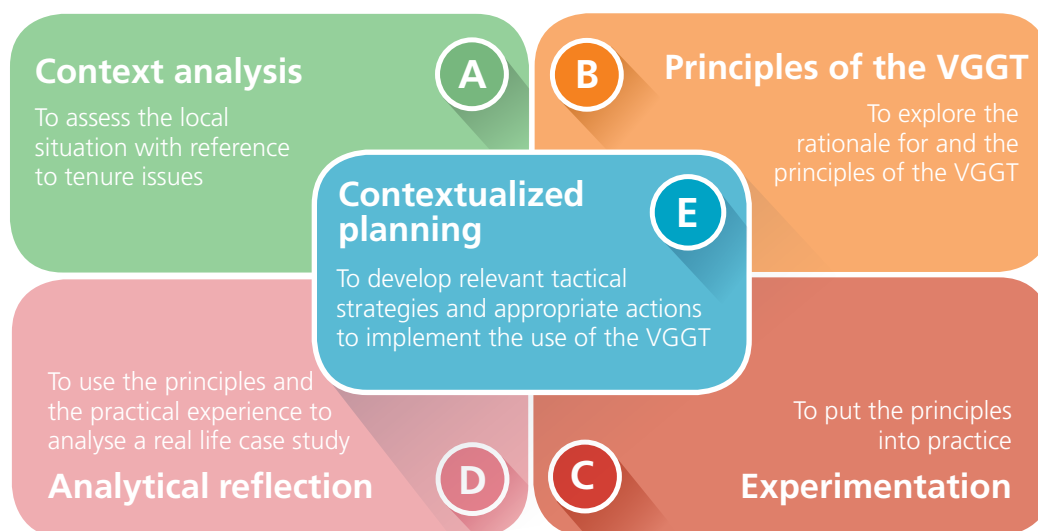 Context analysis
To assess the local
situation with reference
to tenure issues
A
B
Principles of the VGGT
To explore the
rationale for and the
principles of the VGGT
Contextualized
planning
E
To develop relevant tactical
strategies and appropriate actions
to implement the use of the VGGT
To use the principles and
the practical experience to
analyse a real life case study
Analytical reflection
D
C
To put the principles
into practice
Experimentation